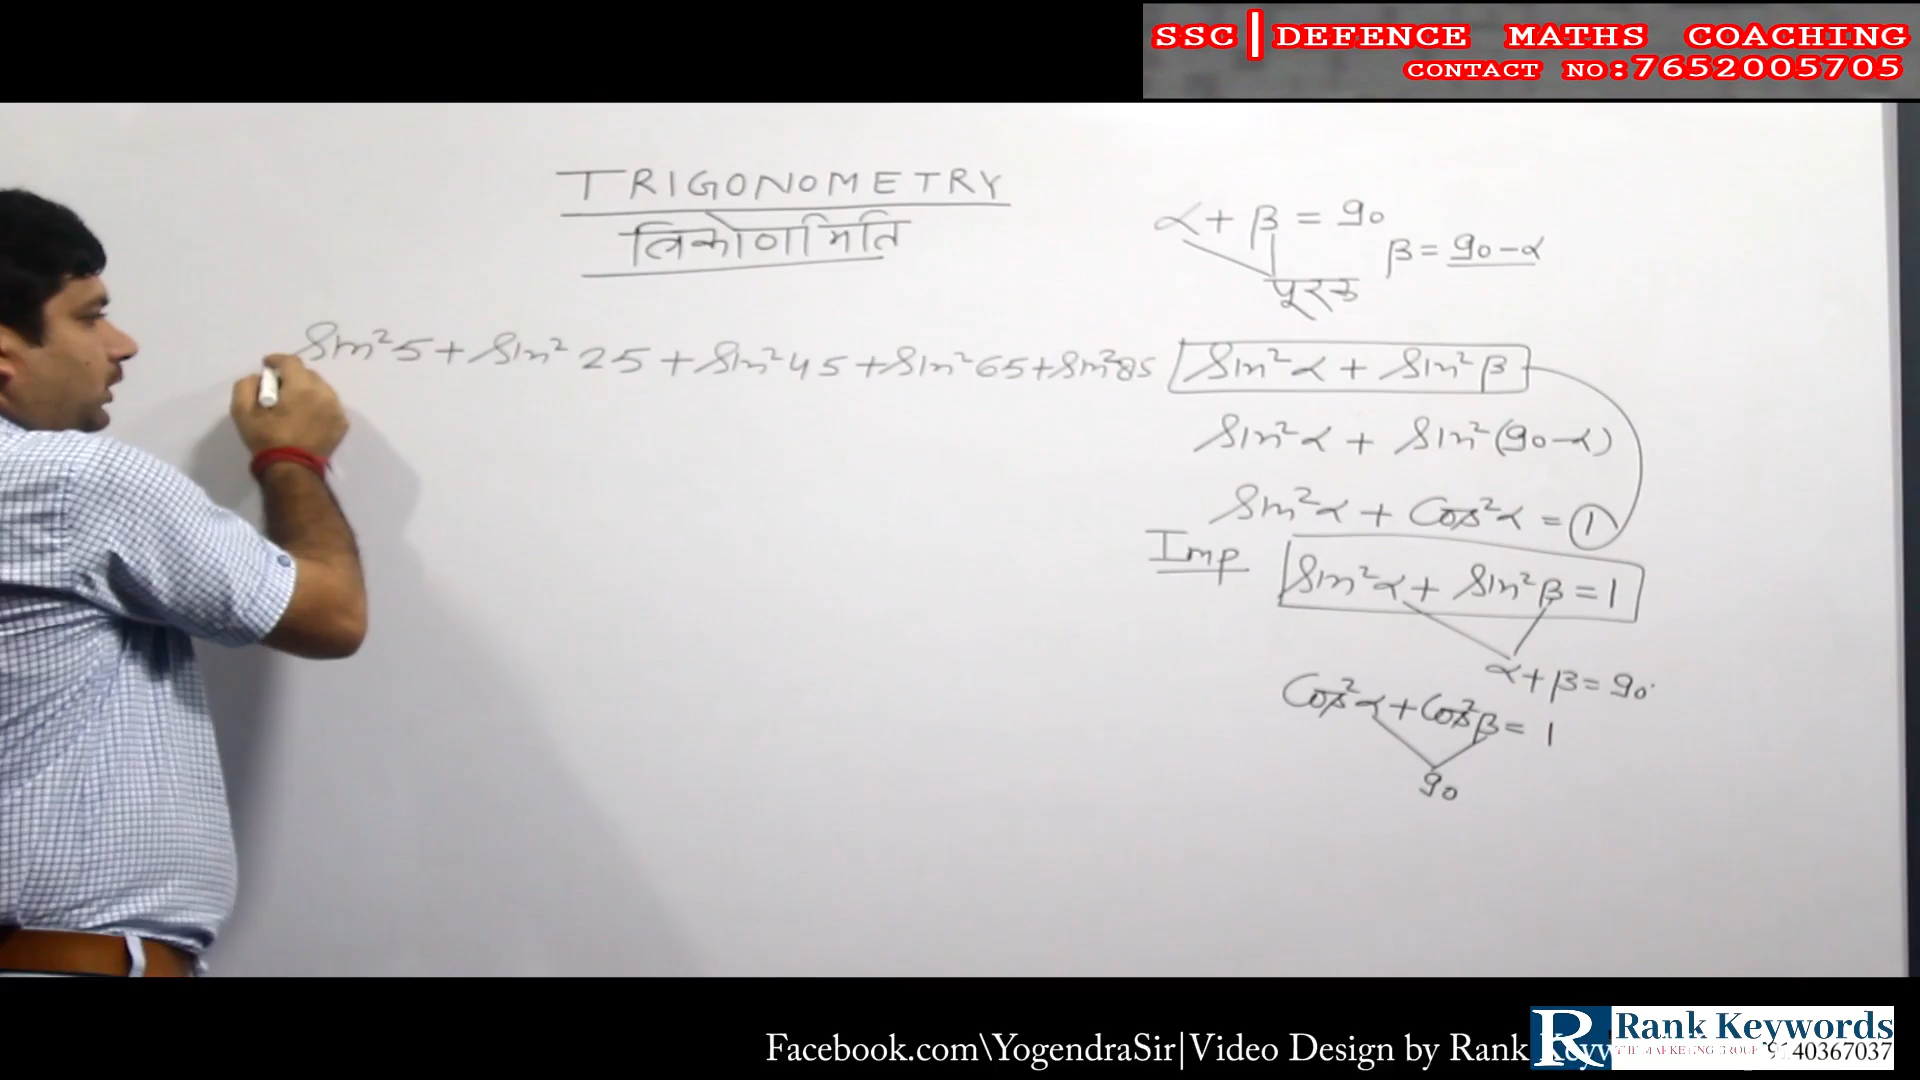 SSC|DEFENCE MATHS COACHING
CONTACT NO:7652005705
TRIGONOMETRY
त्रिकोणमिति
α + β = 90
β = 90-α
पूरक
Sin²5 + Sin²25 + Sin²45 + Sin²65 + Sin²85
Sin²α + Sin²β
Sin²α + Sin²(90-α)
Sin²α + Cos²α = 1
Imp
Sin²α + Sin²β = 1
α + β = 90°
Cos²α + Cos²β = 1
90
Rank Keywords
Facebook.com\YogendraSir|Video Design by Rank
9140367037